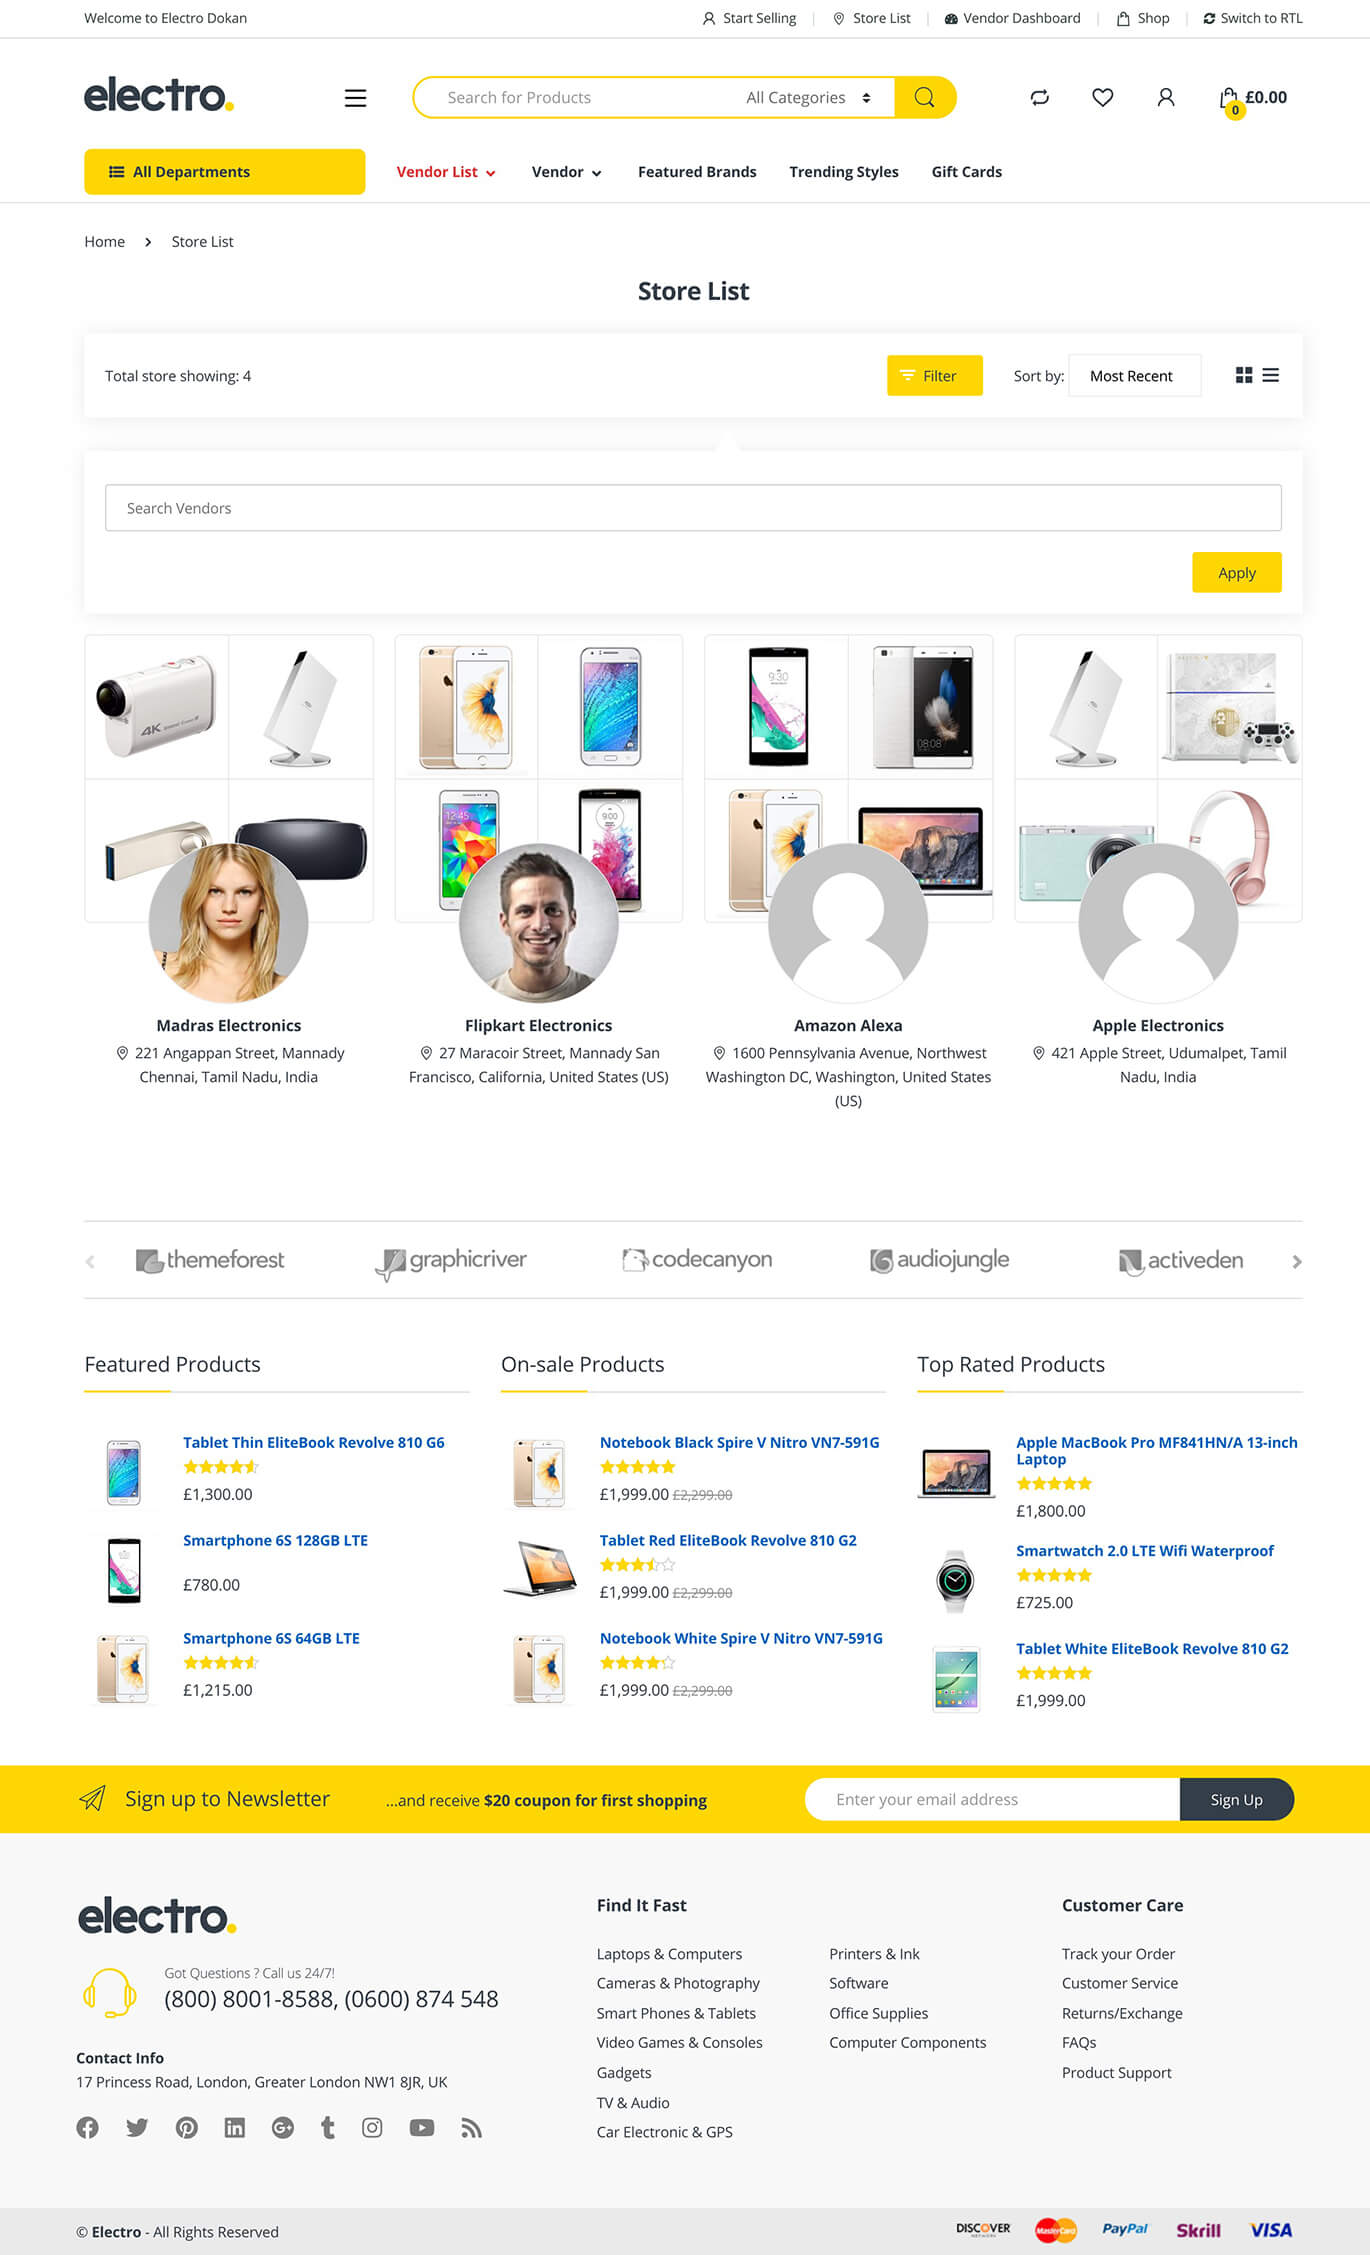 Welcome to Electro Dokan
Start Selling
Store List
Vendor Dashboard
Shop
Switch to RTL
electro.
Search for Products
All Categories
0
£0.00
All Departments
Vendor List
Vendor
Featured Brands
Trending Styles
Gift Cards
Home
Store List
Store List
Total store showing: 4
Filter
Sort by:
Most Recent
Search Vendors
Apply
4K
9:30
08:08
12:45
9:00
Madras Electronics
221 Angappan Street, Mannady
Chennai, Tamil Nadu, India
Flipkart Electronics
27 Maracoir Street, Mannady San
Francisco, California, United States (US)
Amazon Alexa
1600 Pennsylvania Avenue, Northwest
Washington DC, Washington, United States
(US)
Apple Electronics
421 Apple Street, Udumalpet, Tamil
Nadu, India
themeforest
graphicriver
codecanyon
audiojungle
activeden
Featured Products
Tablet Thin EliteBook Revolve 810 G6
£1,300.00
Smartphone 6S 128GB LTE
£780.00
Smartphone 6S 64GB LTE
£1,215.00
On-sale Products
Notebook Black Spire V Nitro VN7-591G
£1,999.00 £2,299.00
Tablet Red EliteBook Revolve 810 G2
£1,999.00 £2,299.00
Notebook White Spire V Nitro VN7-591G
£1,999.00 £2,299.00
Top Rated Products
Apple MacBook Pro MF841HN/A 13-inch
Laptop
£1,800.00
Smartwatch 2.0 LTE Wifi Waterproof
£725.00
Tablet White EliteBook Revolve 810 G2
£1,999.00
Sign up to Newsletter
...and receive $20 coupon for first shopping
Enter your email address
Sign Up
electro.
Got Questions ? Call us 24/7!
(800) 8001-8588, (0600) 874 548
Contact Info
17 Princess Road, London, Greater London NW1 8JR, UK
Find It Fast
Laptops & Computers
Cameras & Photography
Smart Phones & Tablets
Video Games & Consoles
Gadgets
TV & Audio
Car Electronic & GPS
Printers & Ink
Software
Office Supplies
Computer Components
Customer Care
Track your Order
Customer Service
Returns/Exchange
FAQs
Product Support
© Electro - All Rights Reserved
DISCOVER
NETWORK
MasterCard
PayPal
Skrill
VISA